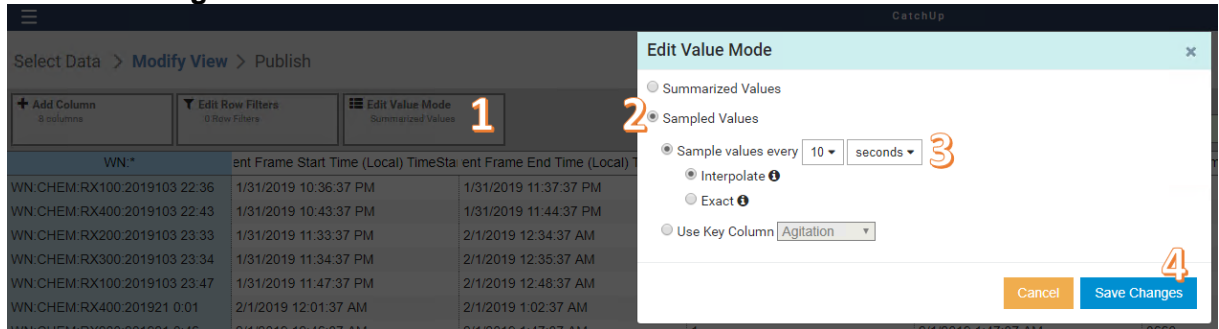 CatchUp
Select Data > Modify View > Publish
Add Column
8 columns
Edit Row Filters
0 Row Filters
Edit Value Mode
Summarized Values
1
WN:*
ent Frame Start Time (Local) TimeSta
ent Frame End Time (Local) T
WN:CHEM:RX100:2019103 22:36 1/31/2019 10:36:37 PM 1/31/2019 11:37:37 PM
WN:CHEM:RX400:2019103 22:43 1/31/2019 10:43:37 PM 1/31/2019 11:44:37 PM
WN:CHEM:RX200:2019103 23:33 1/31/2019 11:33:37 PM 2/1/2019 12:34:37 AM
WN:CHEM:RX300:2019103 23:34 1/31/2019 11:34:37 PM 2/1/2019 12:35:37 AM
WN:CHEM:RX100:2019103 23:47 1/31/2019 11:47:37 PM 2/1/2019 12:48:37 AM
WN:CHEM:RX400:201921 0:01 2/1/2019 12:01:37 AM 2/1/2019 1:02:37 AM
Edit Value Mode ×
Summarized Values
2 Sampled Values
Sample values every 10 seconds 3
Interpolate
Exact
Use Key Column Agitation
4
Cancel Save Changes